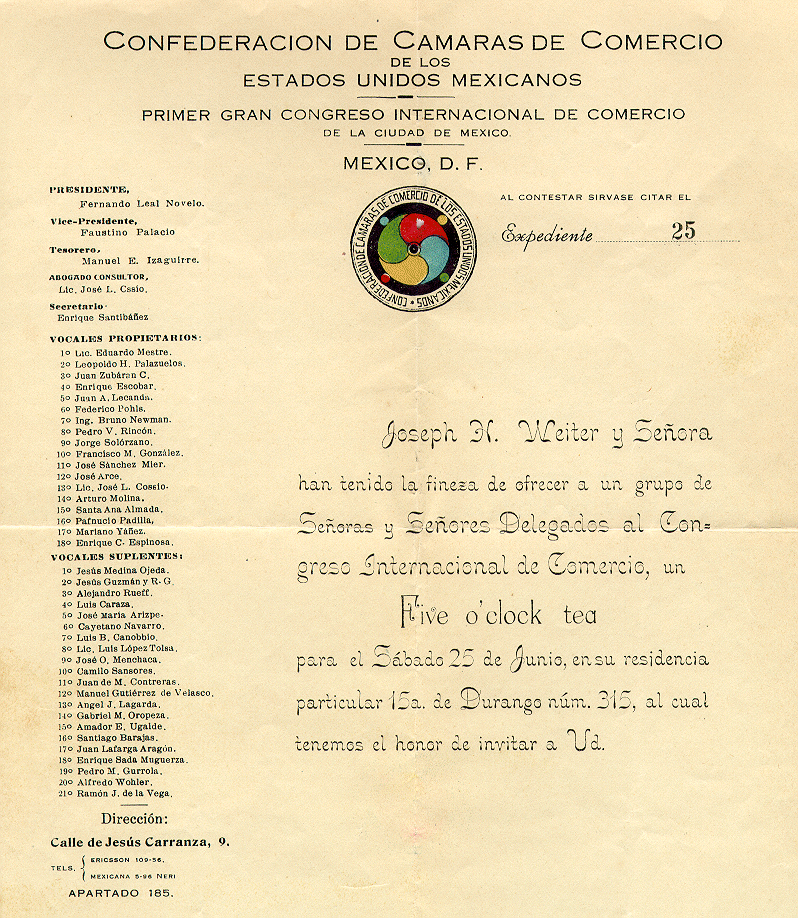 CONFEDERACION DE CAMARAS DE COMERCIO
DE LOS
ESTADOS UNIDOS MEXICANOS
PRIMER GRAN CONGRESO INTERNACIONAL DE COMERCIO
DE LA CIUDAD DE MEXICO.
MEXICO, D. F.
PRESIDENTE,
Fernando Leal Novelo.
Vice-Presidente,
Faustino Palacio
Tesorero,
Manuel E. Izaguirre.
ABOGADO CONSULTOR,
Lic. José L. Cssio.
Secretario·
Enrique Santibáñez
VOCALES PROPIETARIOS:
1º Lic. Eduardo Mestre.
2º Leopoldo H. Palazuelos.
3º Juan Zubáran C.
4º Enrique Escobar.
5º Juan A. Lecanda.
6º Federico Pohls.
7º Ing. Bruno Newman.
8º Pedro V. Rincón.
9º Jorge Solórzano.
10º Francisco M. González.
11º José Sánchez Mier.
12º José Arce.
13º Lic. José L. Cossio·
14º Arturo Molina.
15º Santa Ana Almada.
16º Pafnucio Padilla,
17º Mariano Yáñez.
18º Enrique C· Espinosa.
VOCALES SUPLENTES:
1º Jesús Medina Ojeda.
2º Jesús Guzmán y R· G.
3º Alejandro Rueff.
4º Luis Caraza.
5º José María Arizpe·
6º Cayetano Navarro.
7º Luis B. Canobbio.
8º Lic. Luis López Tolsa.
9º José O. Menchaca.
10º Camilo Sansores.
11º Juan de M. Contreras.
12º Manuel Gutiérrez de Velasco.
13º Angel J. Lagarda.
14º Gabriel M. Oropeza.
15º Amador E. Ugalde.
16º Santiago Barajas.
17º Juan Lafarga Aragón.
18º Enrique Sada Muguerza.
19º Pedro M. Gurrola.
20º Alfredo Wohler.
21º Ramón J. de la Vega.
Dirección:
Calle de Jesús Carranza, 9.
TELS.
ERICSSON 109-56.
MEXICANA 5-96 NERI
APARTADO 185.
CONFEDERACION DE CAMARAS DE COMERCIO DE LOS ESTADOS UNIDOS MEXICANOS
AL CONTESTAR SIRVASE CITAR EL
Expediente 25
Joseph H. Weiter y Señora
han tenido la fineza de ofrecer a un grupo de
Señoras y Señores Delegados al Con=
greso Internacional de Comercio, un
Five o'clock tea
para el Sábado 25 de Junio, en su residencia
particular 15a. de Durango núm. 315, al cual
tenemos el honor de invitar a Ud.